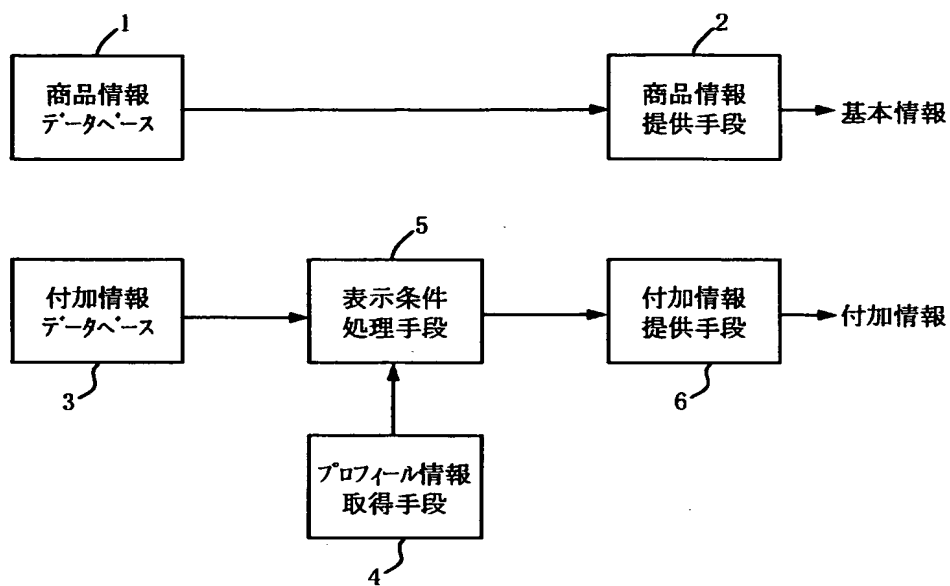 1
商品情報
データベース
2
商品情報
提供手段
基本情報
付加情報
データベース
3
5
表示条件
処理手段
付加情報
提供手段
6
付加情報
プロフィール情報
取得手段
4